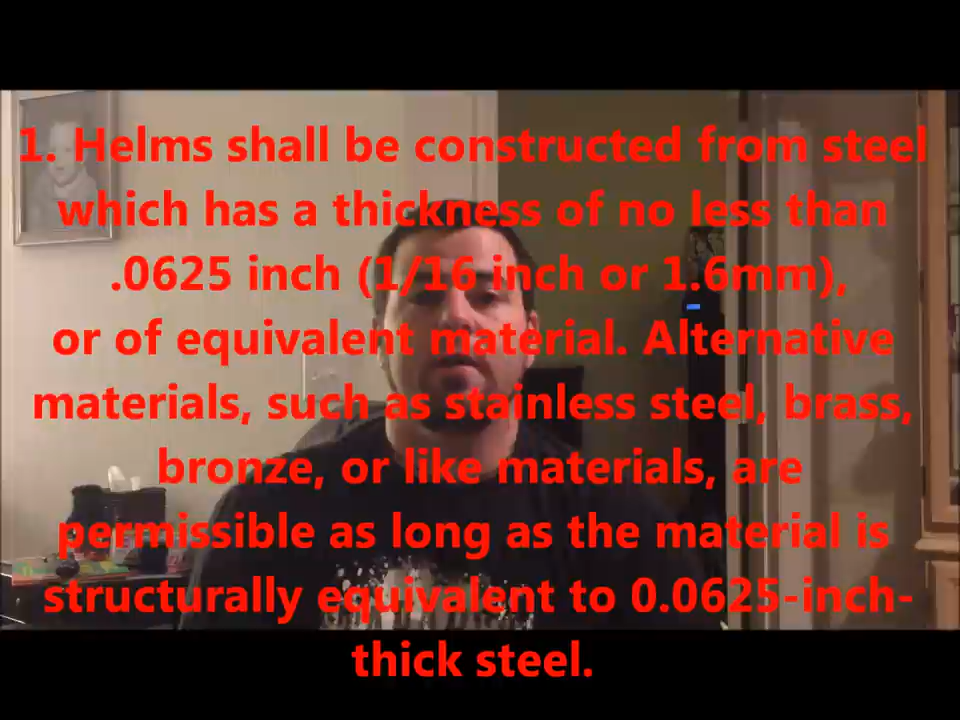 1. Helms shall be constructed from steel
which has a thickness of no less than
.0625 inch (1/16 inch or 1.6mm),
or of equivalent material. Alternative
materials, such as stainless steel, brass,
bronze, or like materials, are
permissible as long as the material is
structurally equivalent to 0.0625-inch-
thick steel.